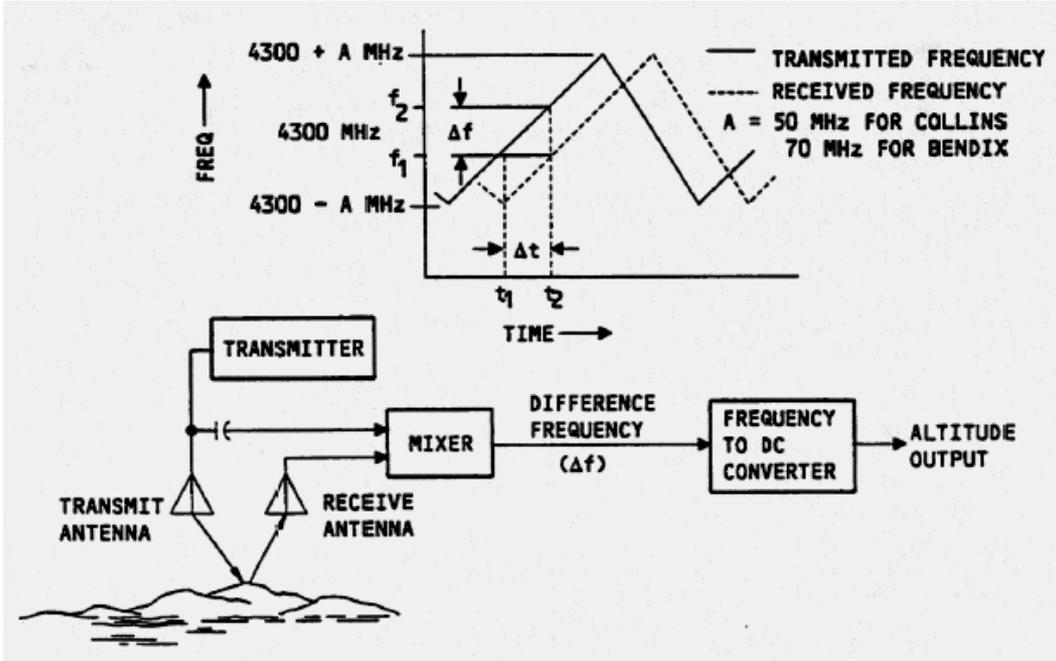 4300 + A MHz
f2
4300 MHz
f1
4300 - A MHz
FREQ
Δf
Δt
t1
t2
TIME
TRANSMITTED FREQUENCY
RECEIVED FREQUENCY
A = 50 MHz FOR COLLINS
70 MHz FOR BENDIX
TRANSMITTER
TRANSMIT
ANTENNA
RECEIVE
ANTENNA
MIXER
DIFFERENCE
FREQUENCY
(Δf)
FREQUENCY
TO DC
CONVERTER
ALTITUDE
OUTPUT